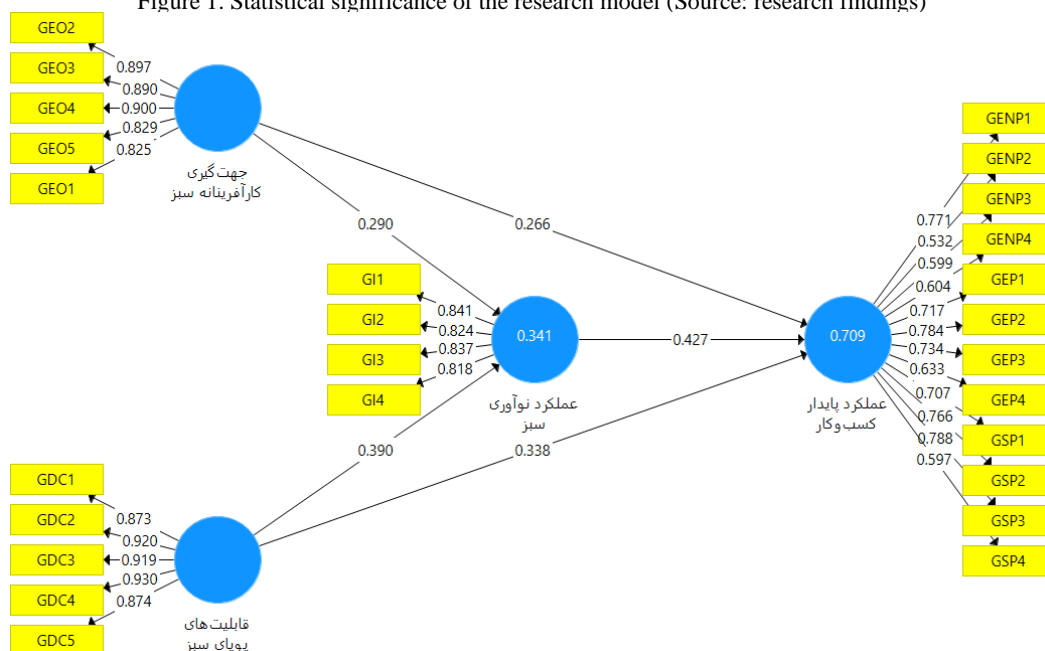 Figure 1. Statistical significance of the research model (Source: research findings)
GEO2
GEO3
GEO4
GEO5
GEO1
0.897
0.890
0.900
0.829
0.825
جهت‌گیری
کارآفرینانه سبز
0.290
0.266
GI1
GI2
GI3
GI4
0.841
0.824
0.837
0.818
0.341
عملکرد نوآوری
سبز
0.427
0.709
عملکرد پایدار
کسب‌وکار
0.390
0.338
GDC1
GDC2
GDC3
GDC4
GDC5
0.873
0.920
0.919
0.930
0.874
قابلیت‌های
پویای سبز
0.771
0.532
0.599
0.604
0.717
0.784
0.734
0.633
0.707
0.766
0.788
0.597
GENP1
GENP2
GENP3
GENP4
GEP1
GEP2
GEP3
GEP4
GSP1
GSP2
GSP3
GSP4